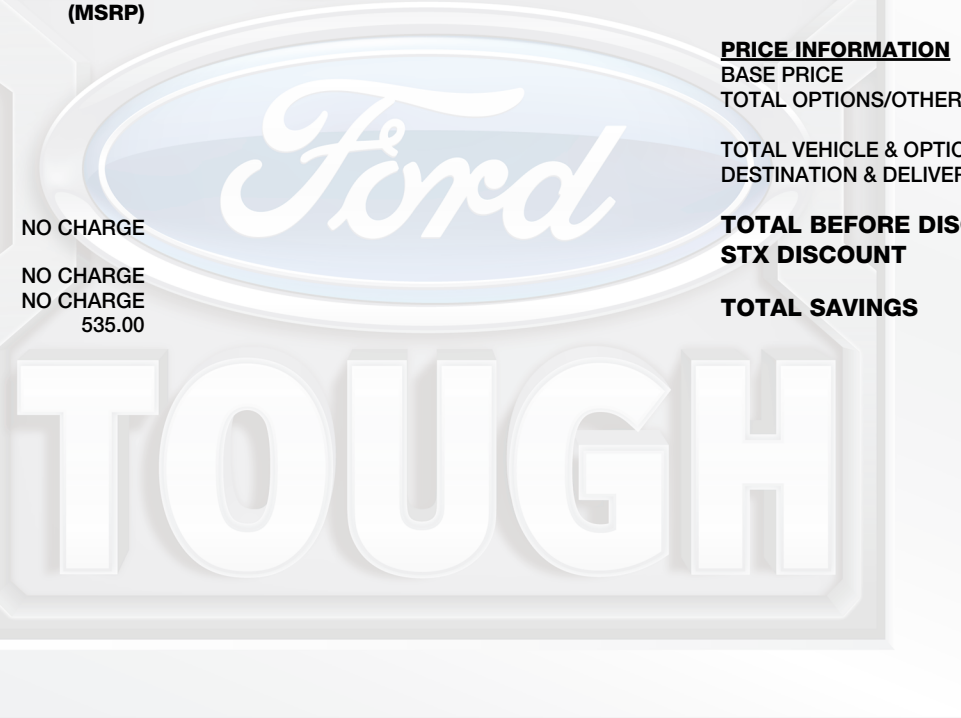 (MSRP)
NO CHARGE
NO CHARGE
NO CHARGE
535.00
PRICE INFORMATION
BASE PRICE
TOTAL OPTIONS/OTHER
TOTAL VEHICLE & OPTIO
DESTINATION & DELIVER
TOTAL BEFORE DISC
STX DISCOUNT
TOTAL SAVINGS
Ford
TOUGH